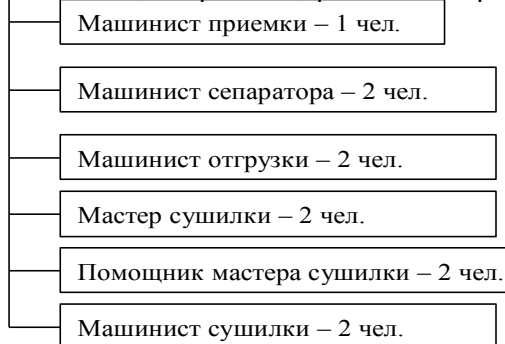 Машинист приемки – 1 чел.
Машинист сепаратора – 2 чел.
Машинист отгрузки – 2 чел.
Мастер сушилки – 2 чел.
Помощник мастера сушилки – 2 чел.
Машинист сушилки – 2 чел.